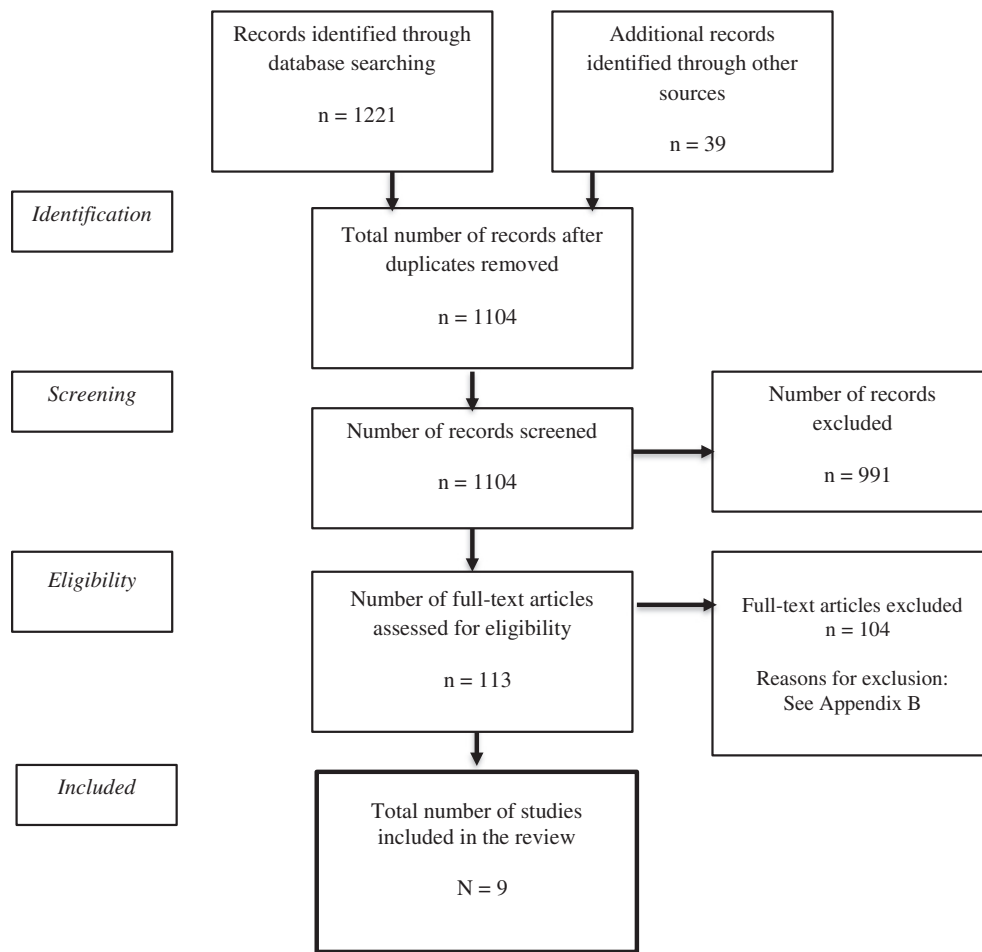 Records identified through
database searching
n = 1221
Additional records
identified through other
sources
n = 39
Identification
Total number of records after
duplicates removed
n = 1104
Screening
Number of records screened
n = 1104
Number of records
excluded
n = 991
Eligibility
Number of full-text articles
assessed for eligibility
n = 113
Full-text articles excluded
n = 104
Reasons for exclusion:
See Appendix B
Included
Total number of studies
included in the review
N = 9